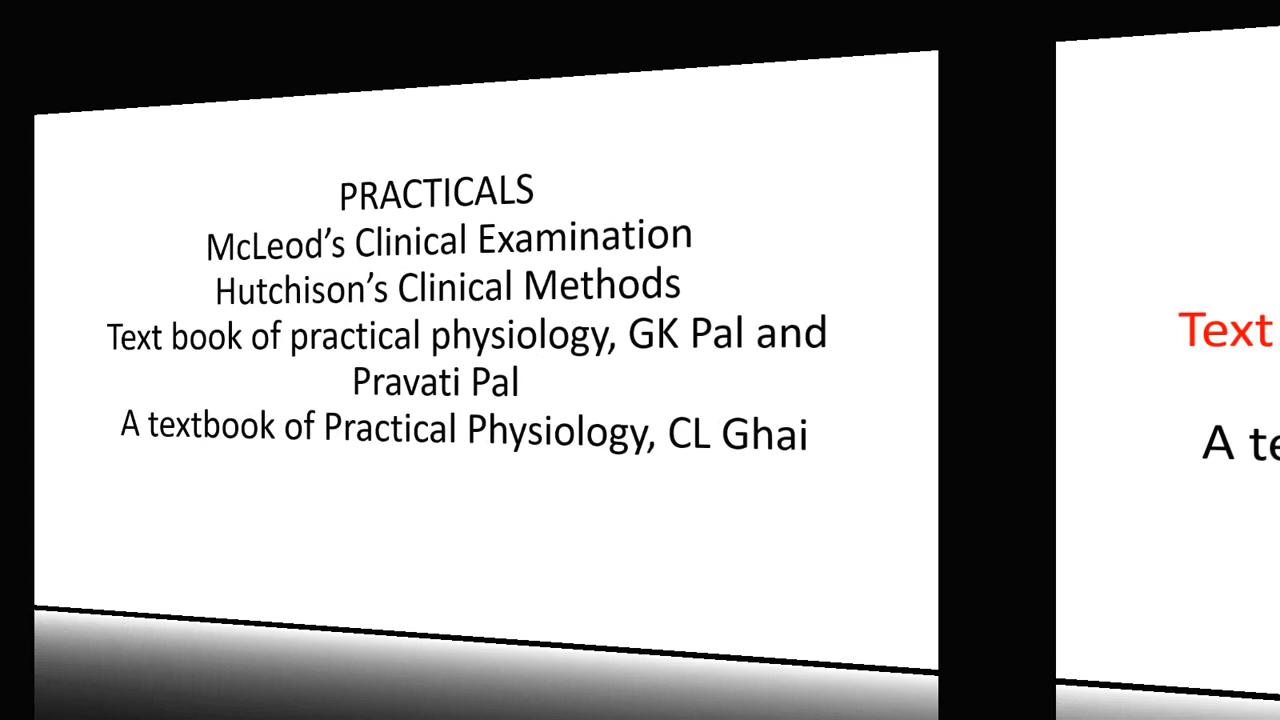 PRACTICALS
McLeod’s Clinical Examination
Hutchison’s Clinical Methods
Text book of practical physiology, GK Pal and
Pravati Pal
A textbook of Practical Physiology, CL Ghai
Text
A